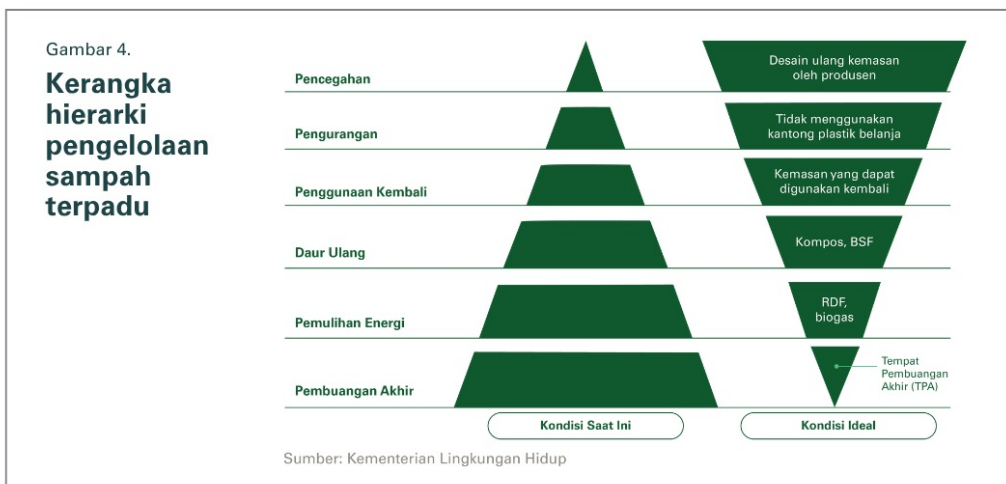 Gambar 4.
Kerangka
hierarki
pengelolaan
sampah
terpadu
Pencegahan
Desain ulang kemasan
oleh produsen
Pengurangan
Tidak menggunakan
kantong plastik belanja
Penggunaan Kembali
Kemasan yang dapat
digunakan kembali
Daur Ulang
Kompos, BSF
Pemulihan Energi
RDF,
biogas
Pembuangan Akhir
Tempat
Pembuangan
Akhir (TPA)
Kondisi Saat Ini
Kondisi Ideal
Sumber: Kementerian Lingkungan Hidup